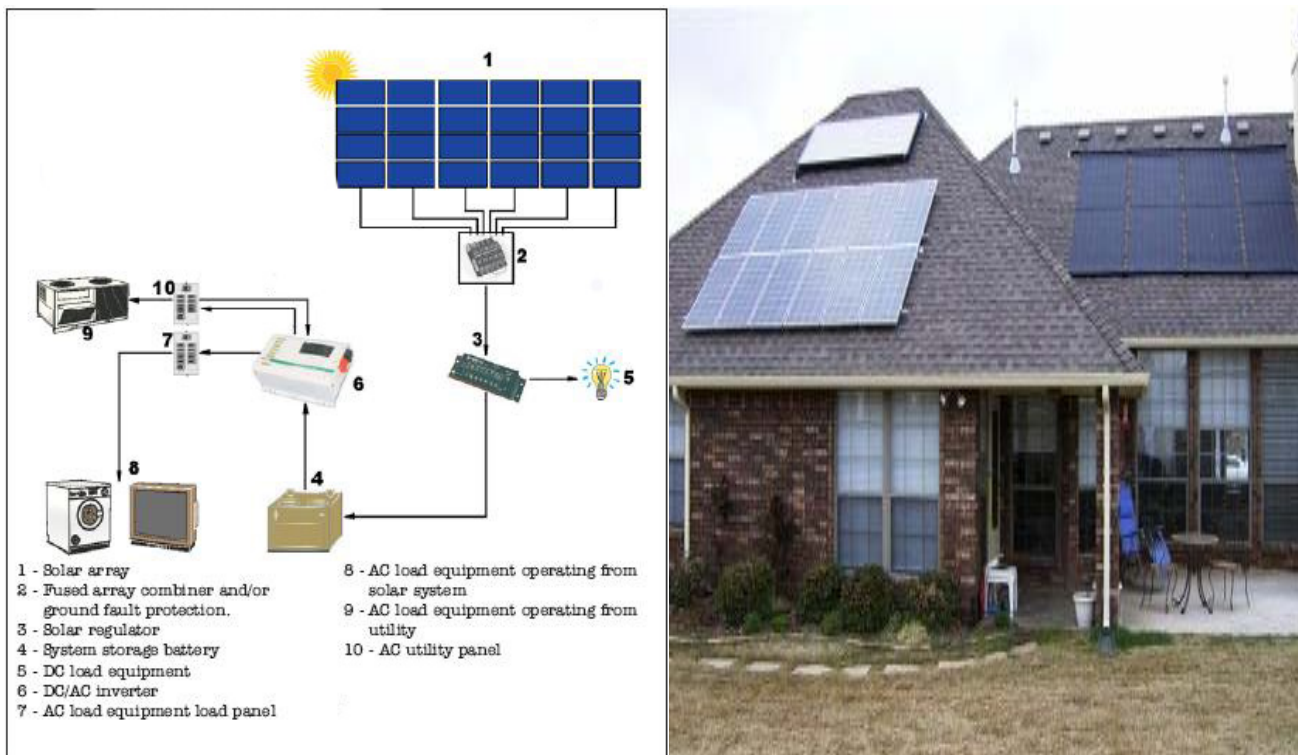 1
2
3
10
9
7
6
5
8
4
1 - Solar array
2 - Fused array combiner and/or
ground fault protection.
3 - Solar regulator
4 - System storage battery
5 - DC load equipment
6 - DC/AC inverter
7 - AC load equipment load panel
8 - AC load equipment operating from
solar system
9 - AC load equipment operating from
utility
10 - AC utility panel